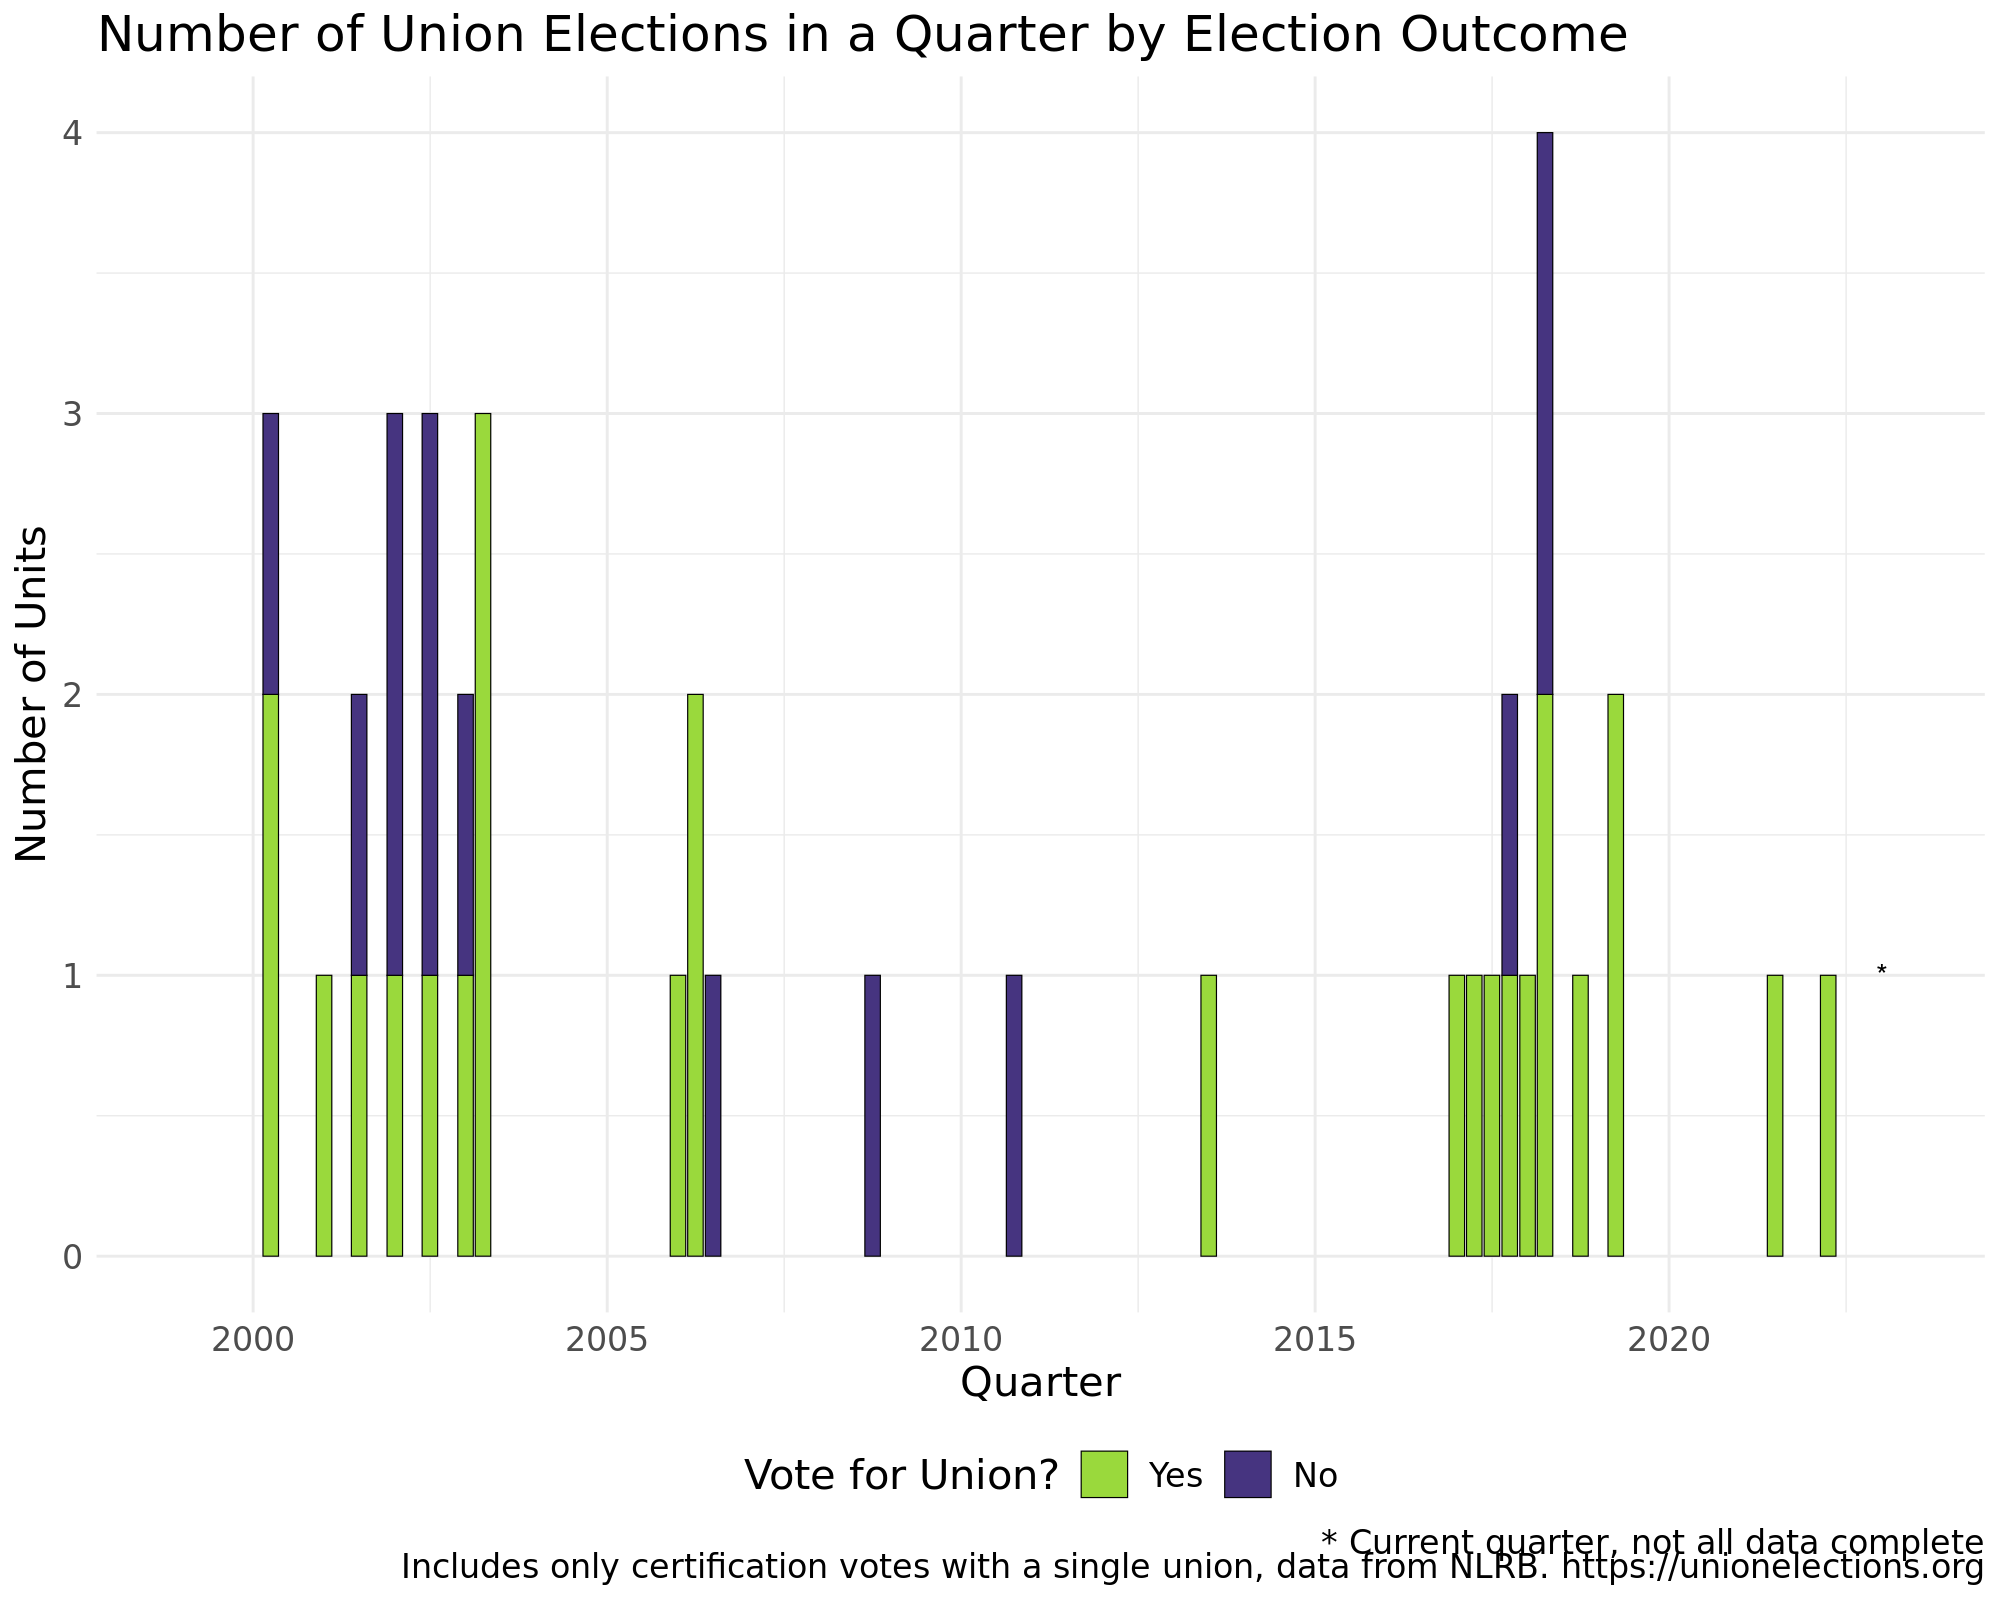 Number of Union Elections in a Quarter by Election Outcome
Number of Units
4
3
2
1
0
*
2000 2005 2010 2015 2020
Quarter
Vote for Union? Yes No
* Current quarter, not all data complete
Includes only certification votes with a single union, data from NLRB. https://unionelections.org